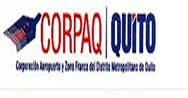 CORPAQ QUITO
Corporación Aeropuerto y Zona Franca del Distrito Metropolitano de Quito